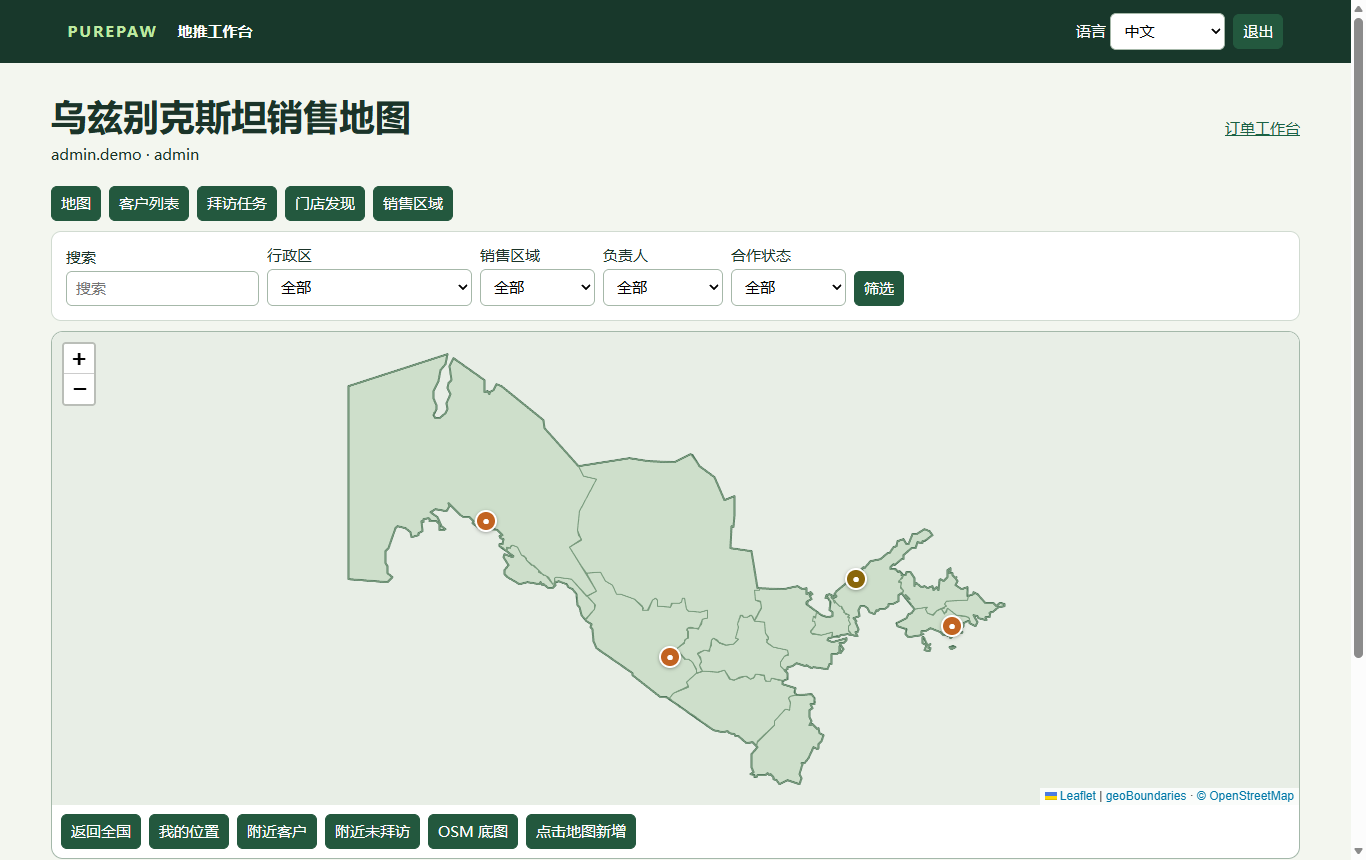 PUREPAW 地推工作台 语言 中文 退出
乌兹别克斯坦销售地图
订单工作台
admin.demo · admin
地图 客户列表 拜访任务 门店发现 销售区域
搜索 行政区 销售区域 负责人 合作状态
搜索 全部 全部 全部 全部 筛选
+
−
Leaflet | geoBoundaries · © OpenStreetMap
返回全国 我的位置 附近客户 附近未拜访 OSM 底图 点击地图新增